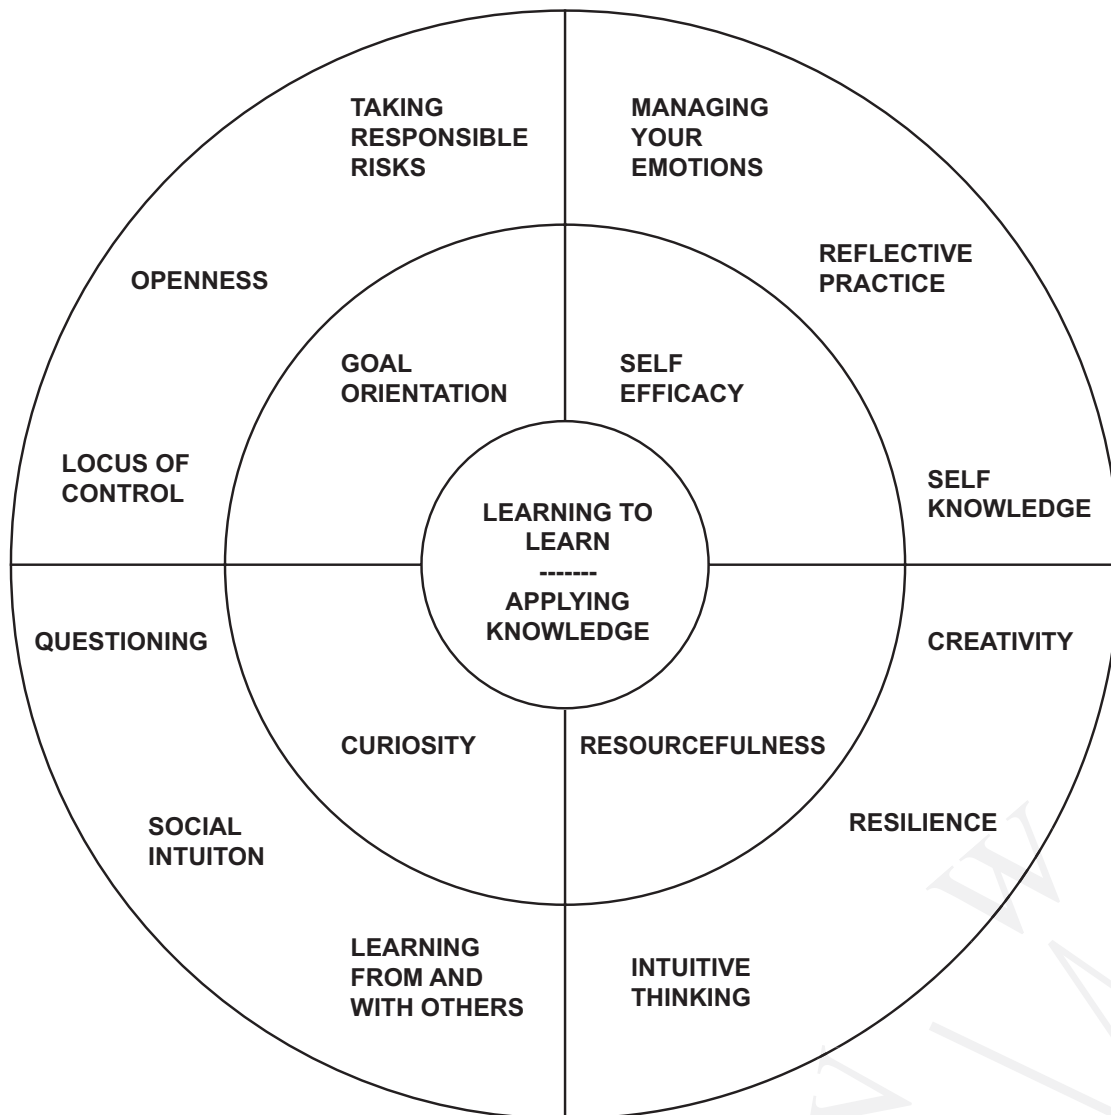 TAKING
RESPONSIBLE
RISKS
MANAGING
YOUR
EMOTIONS
OPENNESS
REFLECTIVE
PRACTICE
GOAL
ORIENTATION
SELF
EFFICACY
LOCUS OF
CONTROL
SELF
KNOWLEDGE
LEARNING TO
LEARN
-------
APPLYING
KNOWLEDGE
QUESTIONING
CREATIVITY
CURIOSITY
RESOURCEFULNESS
SOCIAL
INTUITON
RESILIENCE
LEARNING
FROM AND
WITH OTHERS
INTUITIVE
THINKING